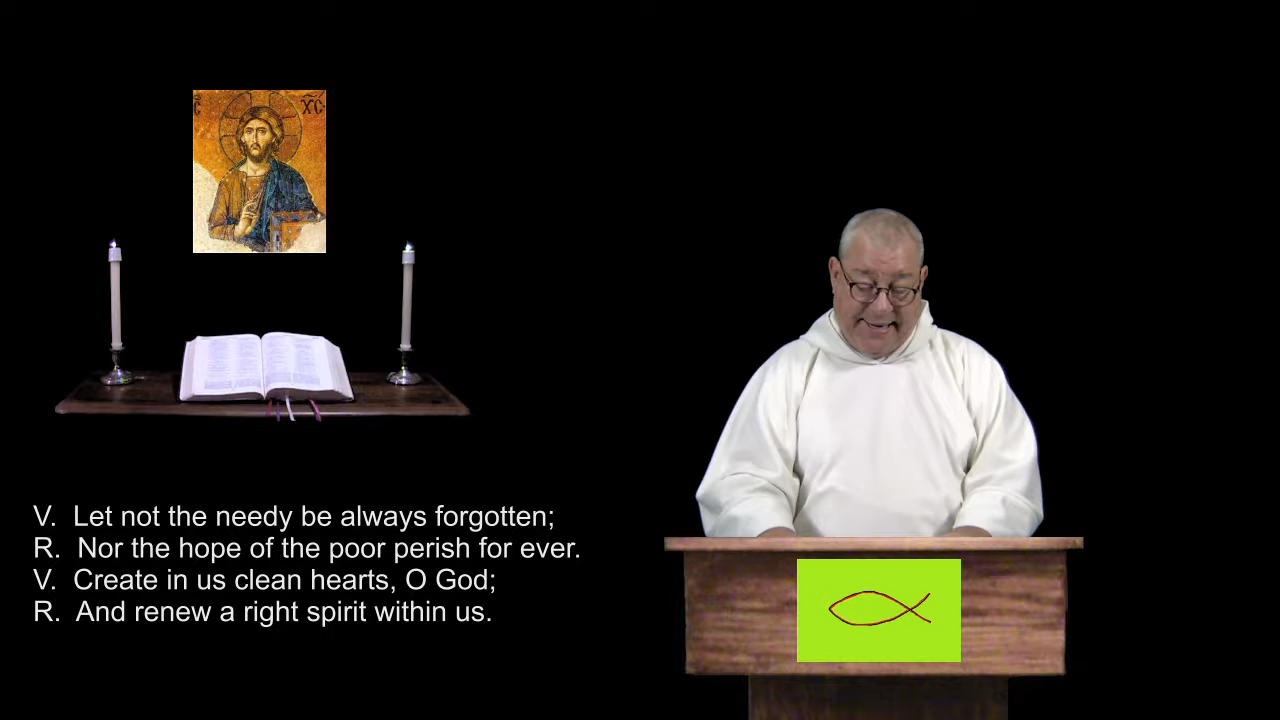 ΧC
V. Let not the needy be always forgotten;
R. Nor the hope of the poor perish for ever.
V. Create in us clean hearts, O God;
R. And renew a right spirit within us.